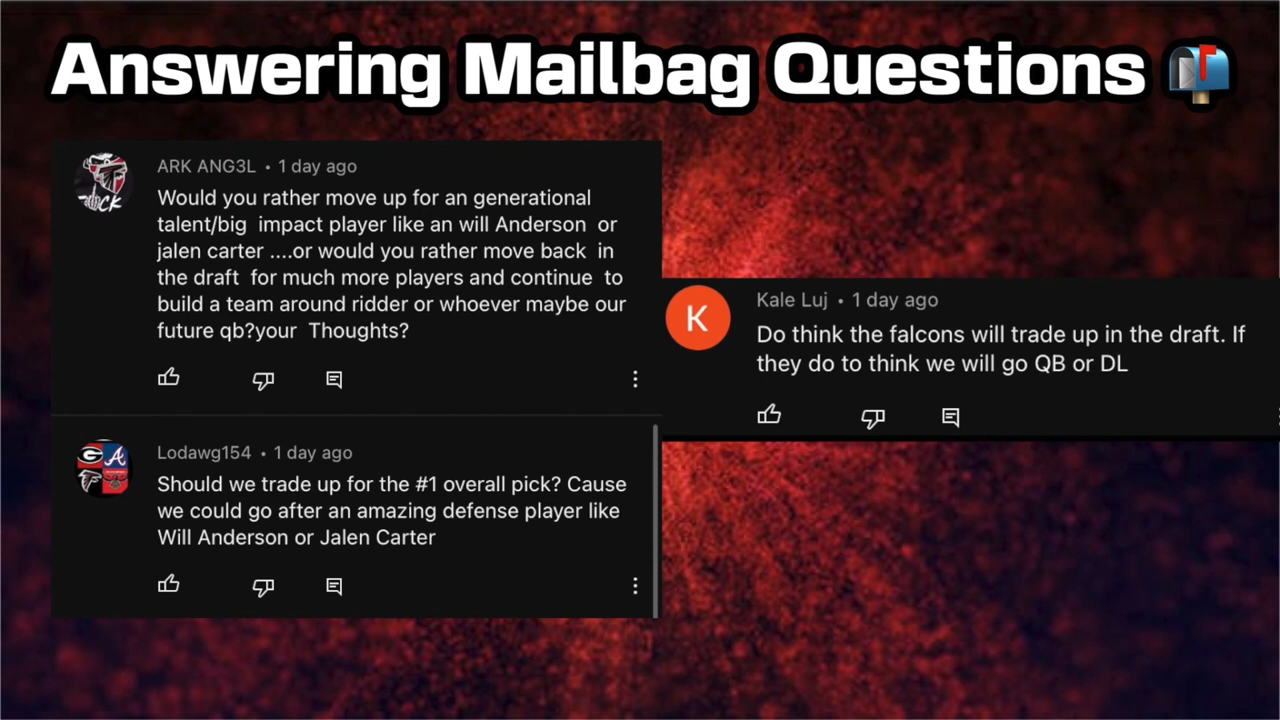 Answering Mailbag Questions
ARK ANG3L • 1 day ago
Would you rather move up for an generational
talent/big impact player like an will Anderson or
jalen carter ....or would you rather move back in
the draft for much more players and continue to
build a team around ridder or whoever maybe our
future qb?your Thoughts?
Lodawg154 • 1 day ago
Should we trade up for the #1 overall pick? Cause
we could go after an amazing defense player like
Will Anderson or Jalen Carter
K
Kale Luj • 1 day ago
Do think the falcons will trade up in the draft. If
they do to think we will go QB or DL